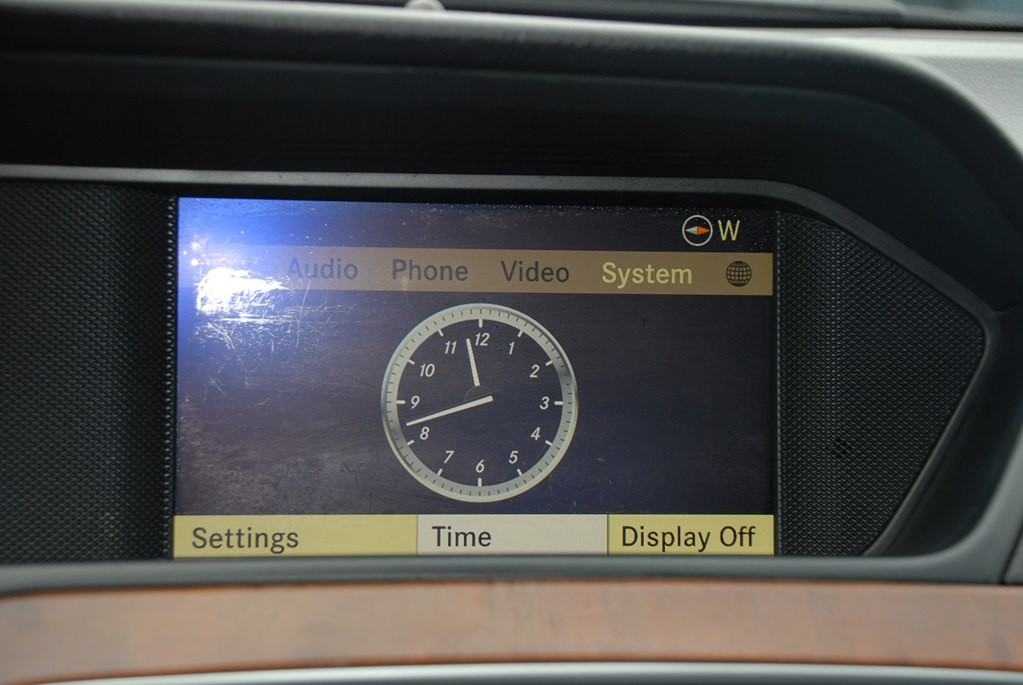 W
Audio Phone Video System
12
11 1
10 2
9 3
8 4
7 5
6
Settings Time Display Off